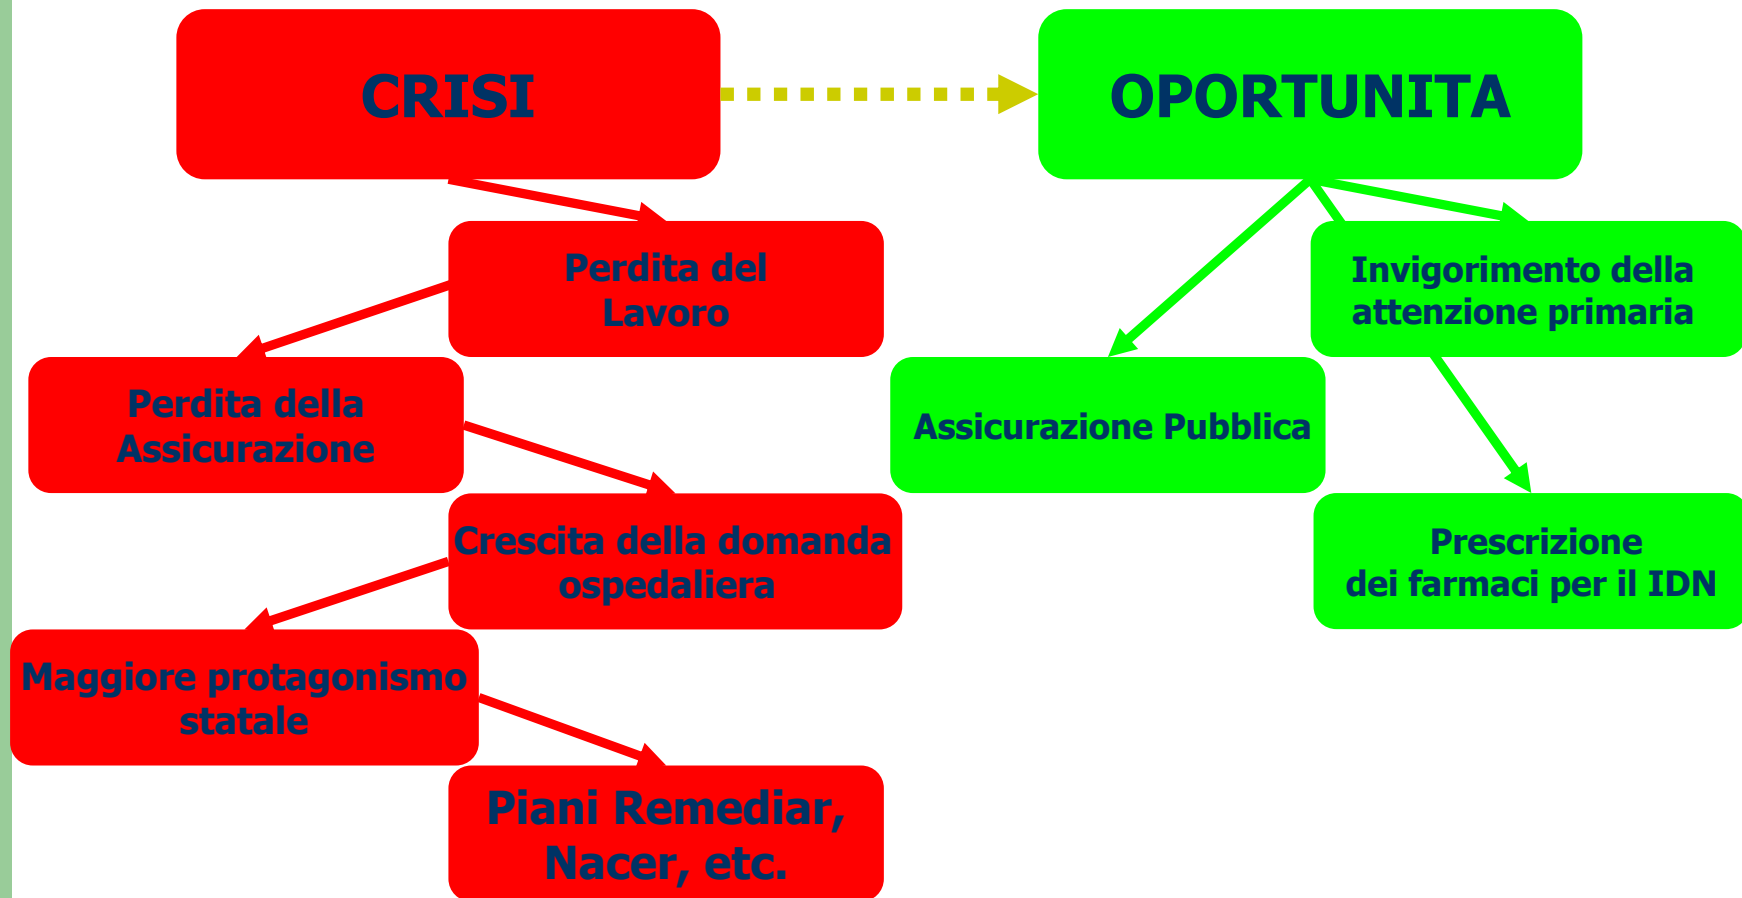 CRISI
OPORTUNITA
Perdita del
Lavoro
Invigorimento della
attenzione primaria
Perdita della
Assicurazione
Assicurazione Pubblica
Crescita della domanda
ospedaliera
Prescrizione
dei farmaci per il IDN
Maggiore protagonismo
statale
Piani Remediar,
Nacer, etc.